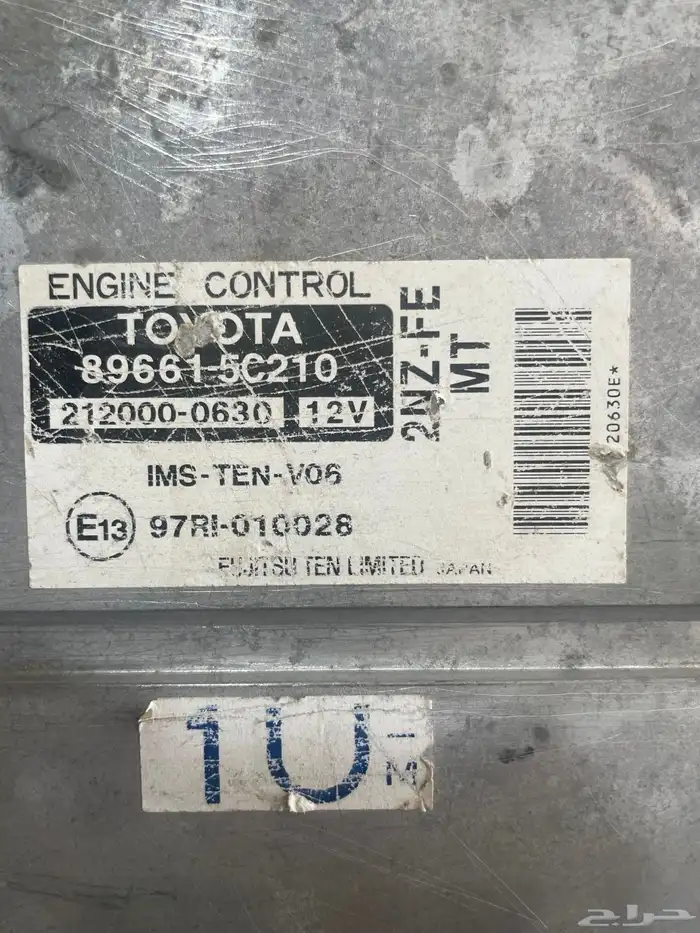 ENGINE CONTROL
TOYOTA
89661-5C210
212000-0630 12V
2NZ-FE
MT
20630E*
IMS-TEN-V06
E13 97RI-010028
FUJITSU TEN LIMITED JAPAN
1U
I
M
حراج